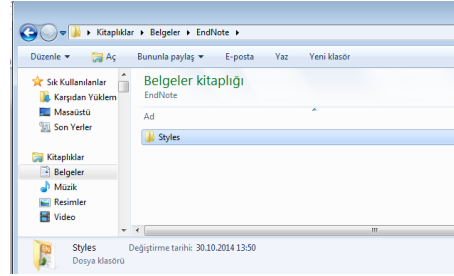 Kitaplıklar ▸ Belgeler ▸ EndNote ▸
Düzenle Aç Bununla paylaş E-posta Yaz Yeni klasör
Sık Kullanılanlar
Karşıdan Yüklem
Masaüstü
Son Yerler
Kitaplıklar
Belgeler
Müzik
Resimler
Video
Belgeler kitaplığı
EndNote
Ad
Styles
Styles Değiştirme tarihi: 30.10.2014 13:50
Dosya klasörü